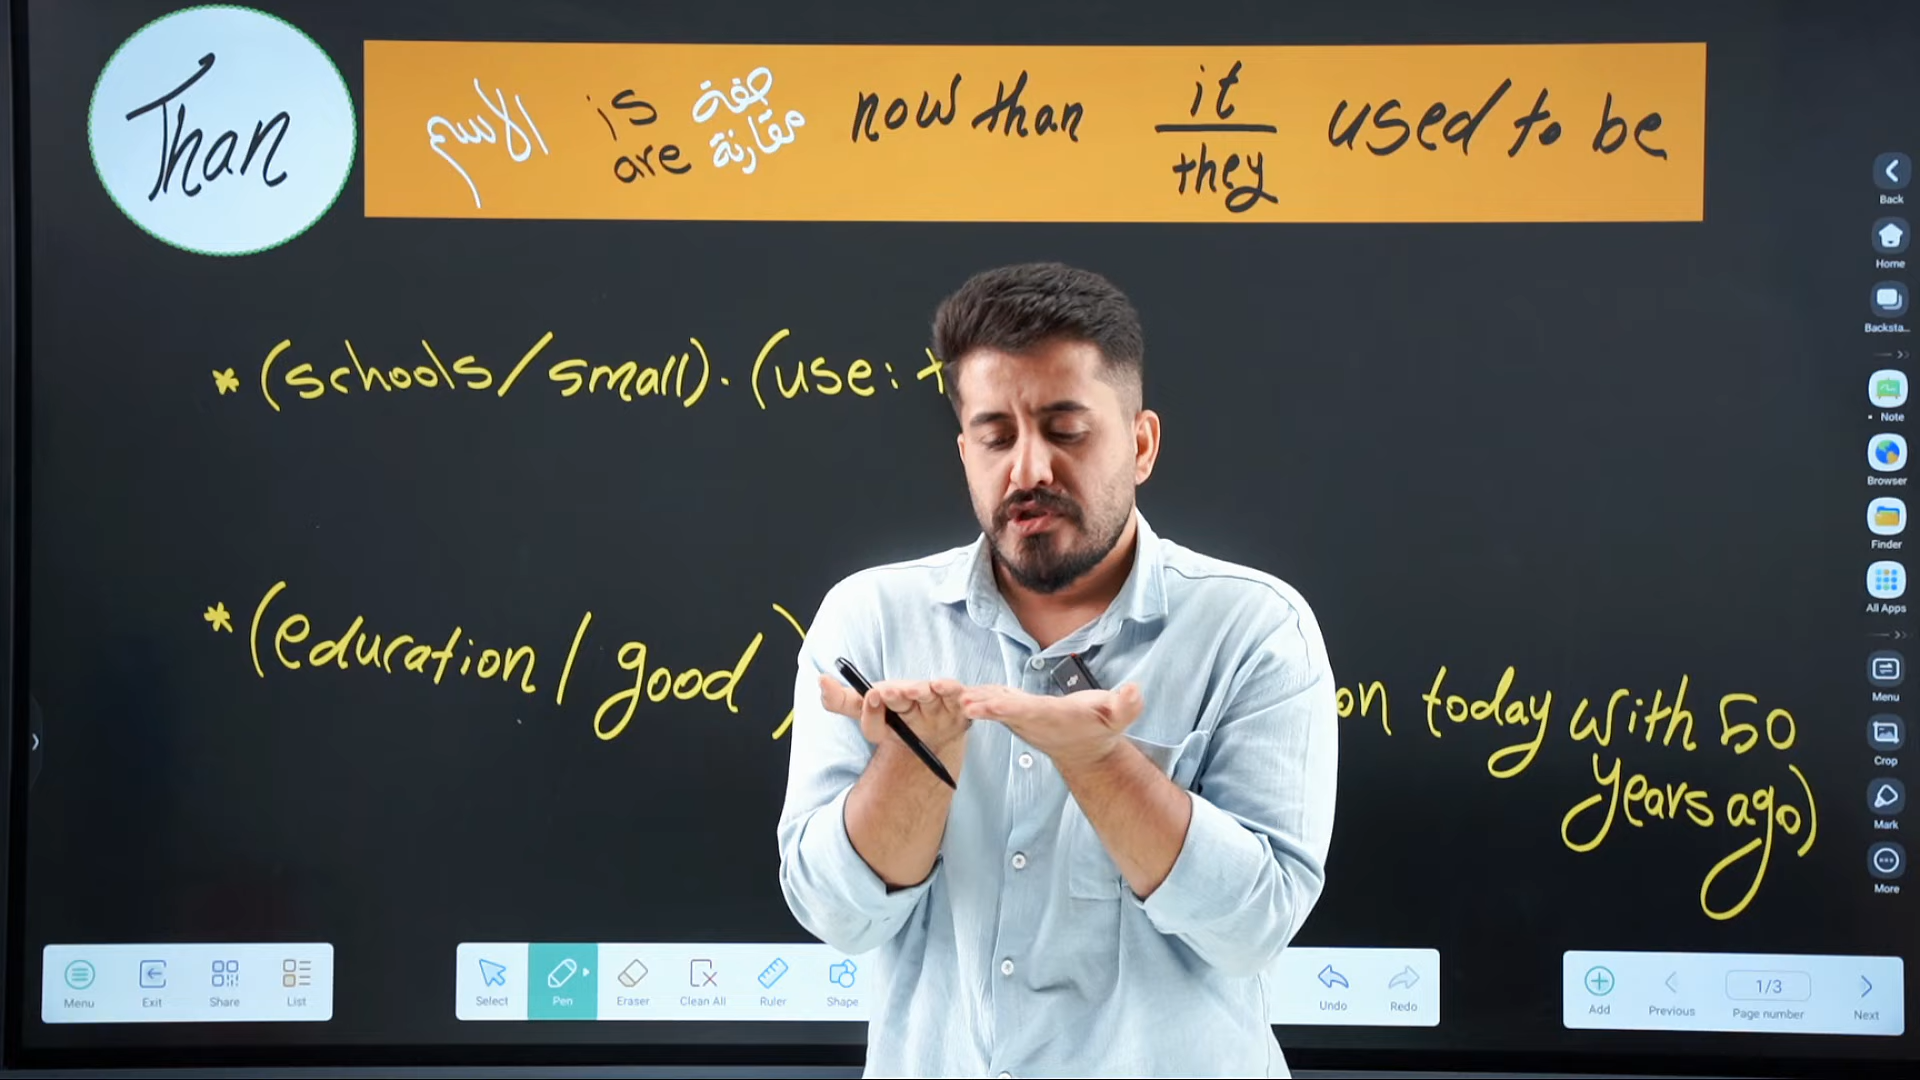 Than
الاسم is are صفة مقارنة now than it they used to be
* (schools/small). (use:
* (education/good) on today with 50
years ago)
Back
Home
Backsta...
Note
Browser
Finder
All Apps
Menu
Crop
Mark
More
Menu Exit Share List
Select Pen Eraser Clean All Ruler Shape Undo Redo
Add Previous 1/3 Page number Next